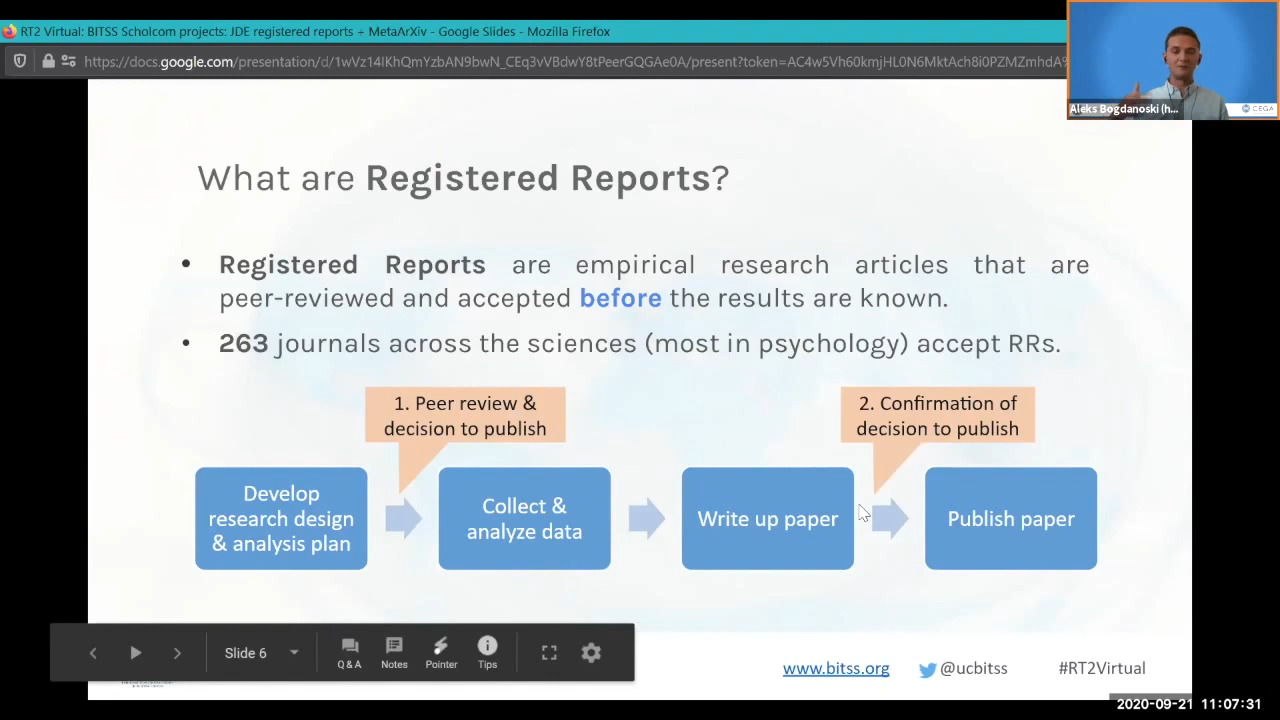 RT2 Virtual: BITSS Scholcom projects: JDE registered reports + MetaArXiv - Google Slides - Mozilla Firefox
https://docs.google.com/presentation/d/1wVz14lKhQmYzbAN9bwN_CEq3vVBdwY8tPeerGQGAe0A/present?token=AC4w5Vh60kmjHL0N6MktAch8i0PZMZmhdA
Aleks Bogdanoski (h...
CEGA
What are Registered Reports?
• Registered Reports are empirical research articles that are
peer-reviewed and accepted before the results are known.
• 263 journals across the sciences (most in psychology) accept RRs.
1. Peer review &
decision to publish
2. Confirmation of
decision to publish
Develop
research design
& analysis plan
Collect &
analyze data
Write up paper
Publish paper
Slide 6
Q & A
Notes
Pointer
Tips
www.bitss.org
@ucbitss
#RT2Virtual
2020-09-21 11:07:31